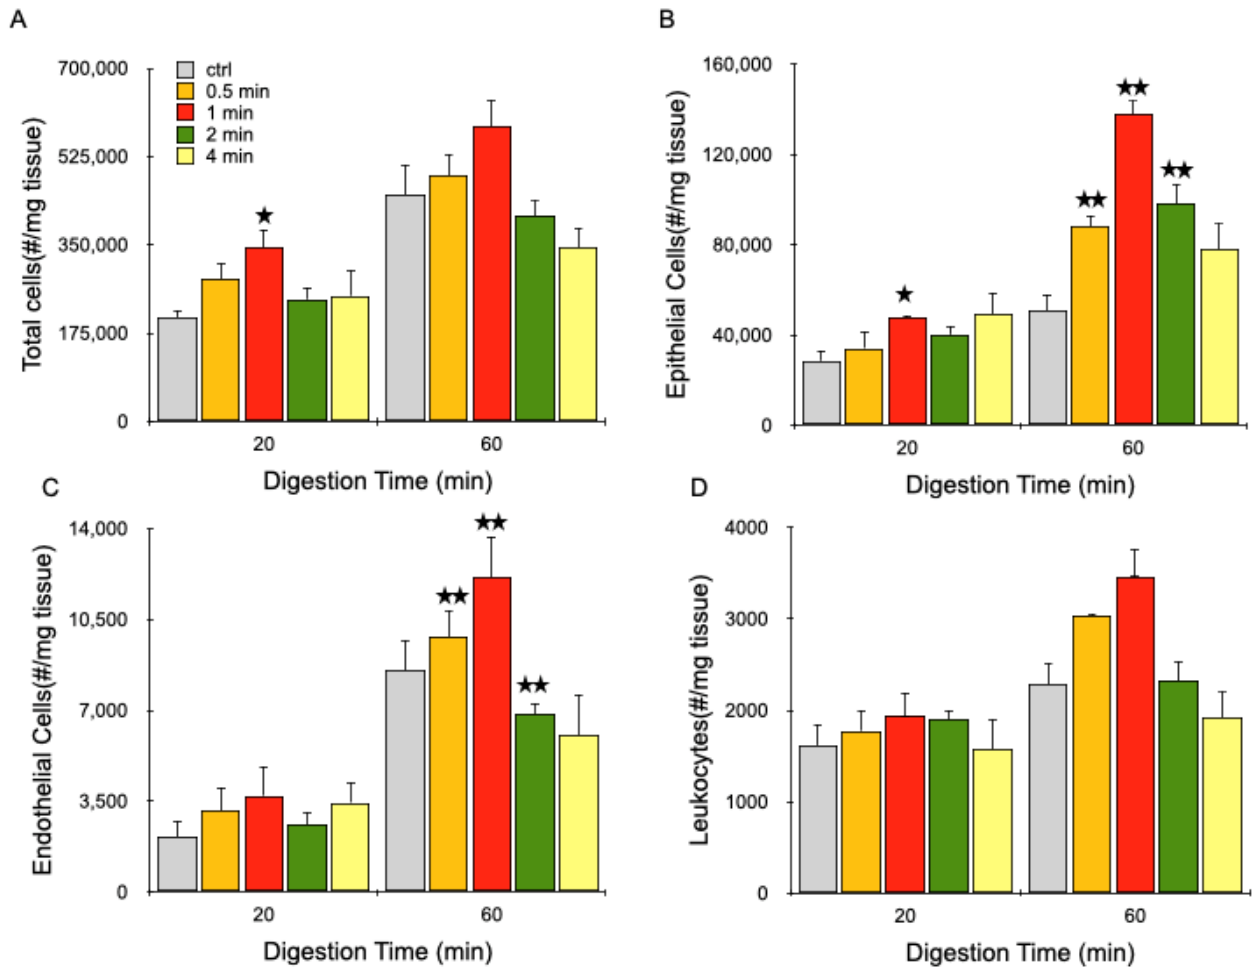 A
Total cells(#/mg tissue)
700,000
525,000
350,000
175,000
0
ctrl
0.5 min
1 min
2 min
4 min
★
20
60
Digestion Time (min)
B
Epithelial Cells(#/mg tissue)
160,000
120,000
80,000
40,000
0
★
★★
★★
★★
20
60
Digestion Time (min)
C
Endothelial Cells(#/mg tissue)
14,000
10,500
7,000
3,500
0
★★
★★
★★
20
60
Digestion Time (min)
D
Leukocytes(#/mg tissue)
4000
3000
2000
1000
0
20
60
Digestion Time (min)